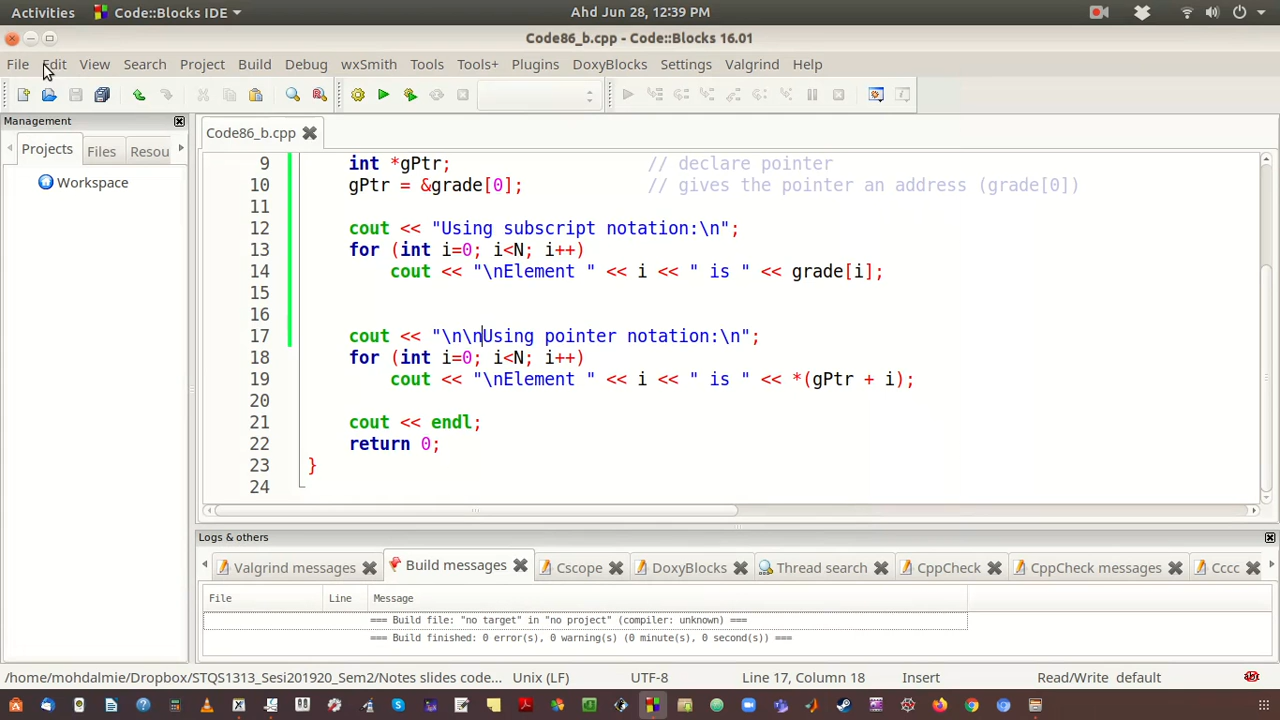 Activities Code::Blocks IDE Ahd Jun 28, 12:39 PM
Code86_b.cpp - Code::Blocks 16.01
File Edit View Search Project Build Debug wxSmith Tools Tools+ Plugins DoxyBlocks Settings Valgrind Help
Management
Projects Files Resou
Workspace
Code86_b.cpp
9 int *gPtr; // declare pointer
10 gPtr = &grade[0]; // gives the pointer an address (grade[0])
11
12 cout << "Using subscript notation:\n";
13 for (int i=0; i<N; i++)
14 cout << "\nElement " << i << " is " << grade[i];
15
16
17 cout << "\n\nUsing pointer notation:\n";
18 for (int i=0; i<N; i++)
19 cout << "\nElement " << i << " is " << *(gPtr + i);
20
21 cout << endl;
22 return 0;
23 }
24
Logs & others
Valgrind messages Build messages Cscope DoxyBlocks Thread search CppCheck CppCheck messages Cccc
File Line Message
=== Build file: "no target" in "no project" (compiler: unknown) ===
=== Build finished: 0 error(s), 0 warning(s) (0 minute(s), 0 second(s)) ===
/home/mohdalmie/Dropbox/STQS1313_Sesi201920_Sem2/Notes slides code... Unix (LF) UTF-8 Line 17, Column 18 Insert Read/Write default